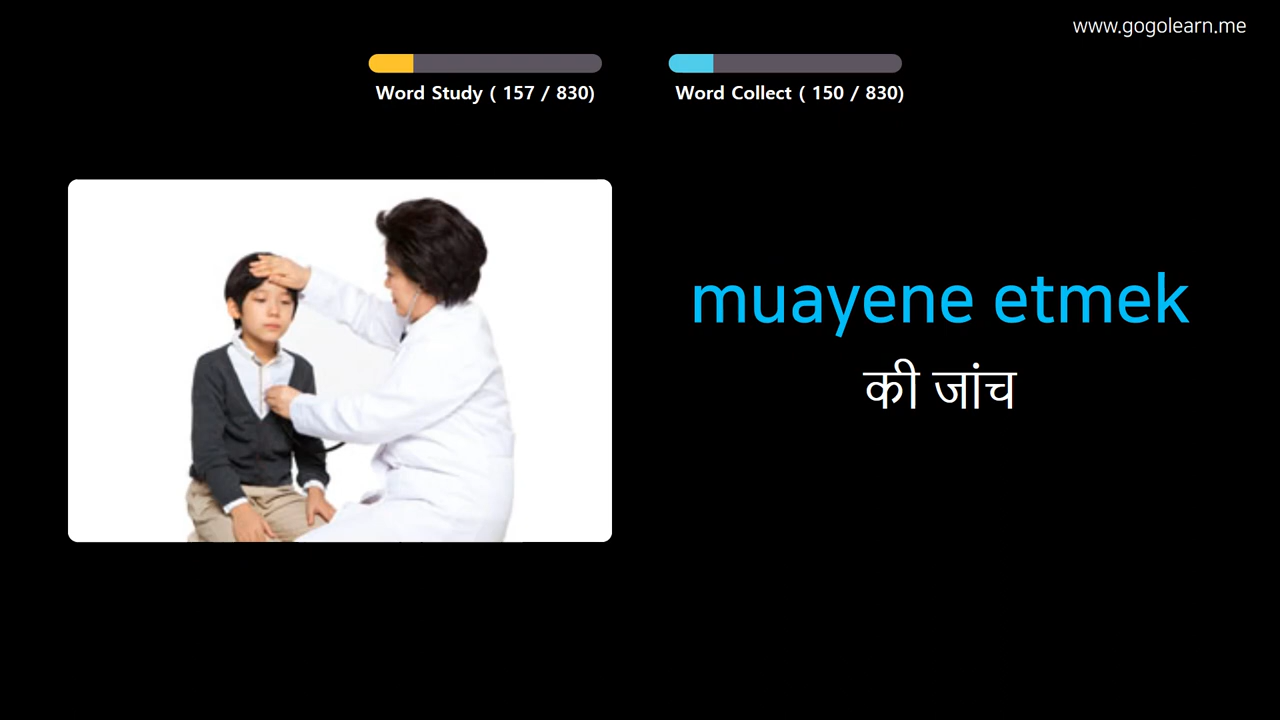 www.gogolearn.me
Word Study ( 157 / 830)
Word Collect ( 150 / 830)
muayene etmek
की जांच